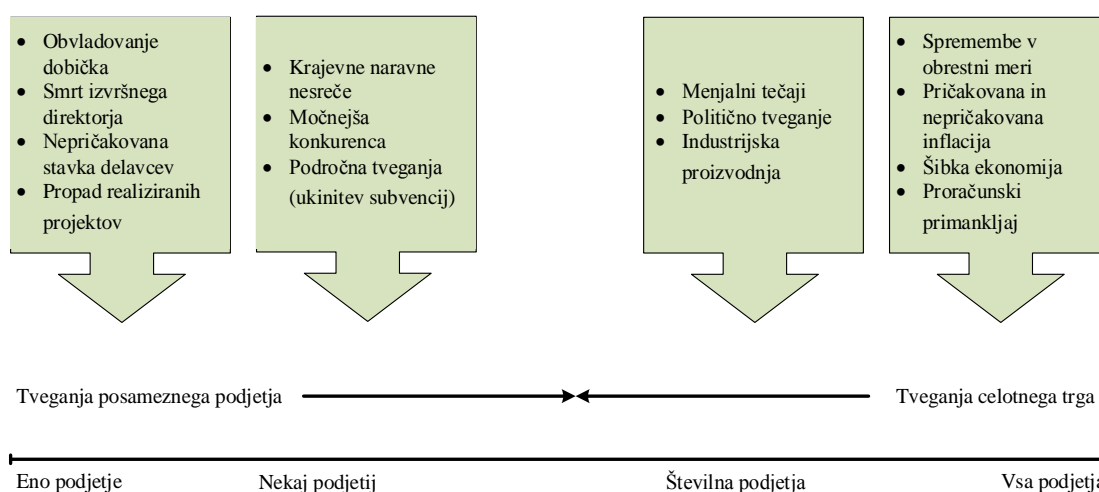 • Obvladovanje
dobička
• Smrt izvršnega
direktorja
• Nepričakovana
stavka delavcev
• Propad realiziranih
projektov
• Krajevne naravne
nesreče
• Močnejša
konkurenca
• Področna tveganja
(ukinitev subvencij)
• Menjalni tečaji
• Politično tveganje
• Industrijska
proizvodnja
• Spremembe v
obrestni meri
• Pričakovana in
nepričakovana
inflacija
• Šibka ekonomija
• Proračunski
primankljaj
Tveganja posameznega podjetja
Tveganja celotnega trga
Eno podjetje
Nekaj podjetij
Številna podjetja
Vsa podjetja